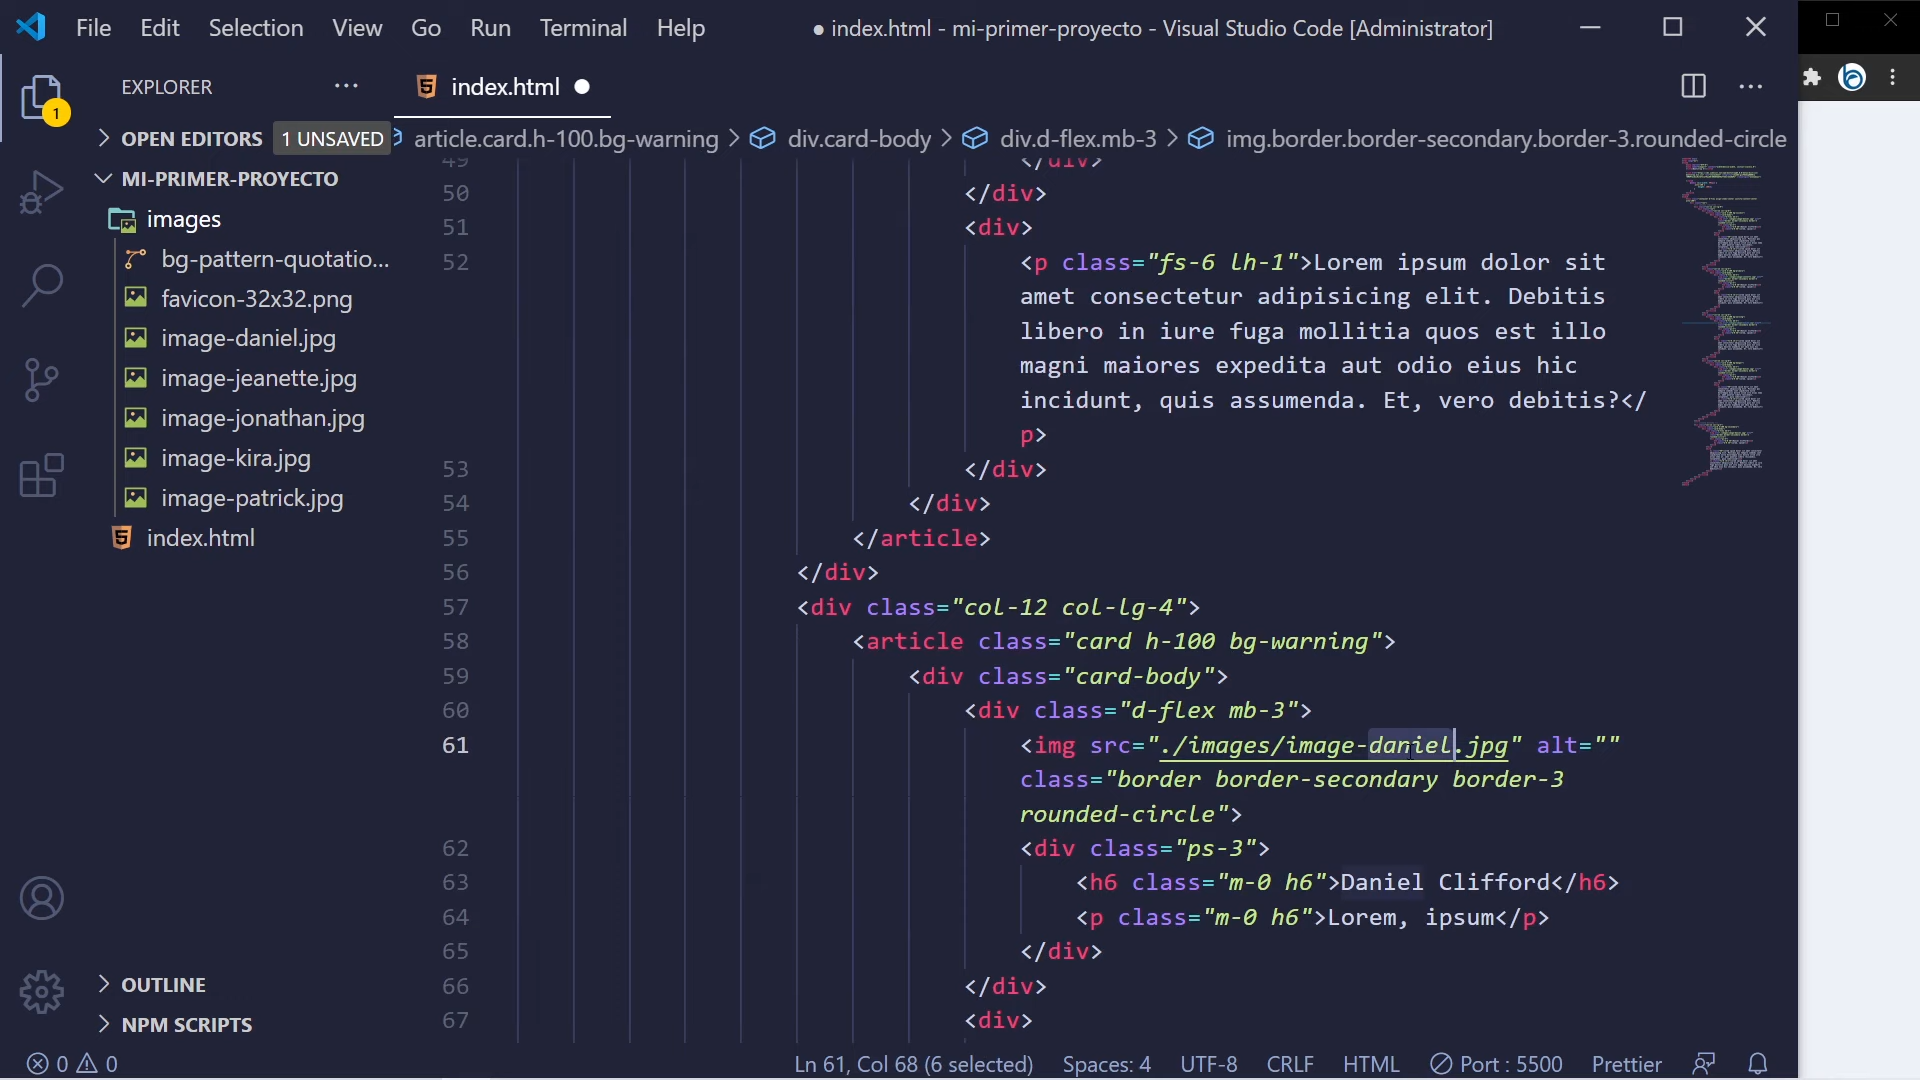 File Edit Selection View Go Run Terminal Help
● index.html - mi-primer-proyecto - Visual Studio Code [Administrator]
EXPLORER
index.html
1
OPEN EDITORS 1 UNSAVED
article.card.h-100.bg-warning > div.card-body > div.d-flex.mb-3 > img.border.border-secondary.border-3.rounded-circle
MI-PRIMER-PROYECTO
images
bg-pattern-quotatio...
favicon-32x32.png
image-daniel.jpg
image-jeanette.jpg
image-jonathan.jpg
image-kira.jpg
image-patrick.jpg
index.html
OUTLINE
NPM SCRIPTS
49 </div>
50 </div>
51 <div>
52 <p class="fs-6 lh-1">Lorem ipsum dolor sit
amet consectetur adipisicing elit. Debitis
libero in iure fuga mollitia quos est illo
magni maiores expedita aut odio eius hic
incidunt, quis assumenda. Et, vero debitis?</
p>
53 </div>
54 </div>
55 </article>
56 </div>
57 <div class="col-12 col-lg-4">
58 <article class="card h-100 bg-warning">
59 <div class="card-body">
60 <div class="d-flex mb-3">
61 <img src="./images/image-daniel.jpg" alt=""
class="border border-secondary border-3
rounded-circle">
62 <div class="ps-3">
63 <h6 class="m-0 h6">Daniel Clifford</h6>
64 <p class="m-0 h6">Lorem, ipsum</p>
65 </div>
66 </div>
67 <div>
0 0
Ln 61, Col 68 (6 selected) Spaces: 4 UTF-8 CRLF HTML Port : 5500 Prettier